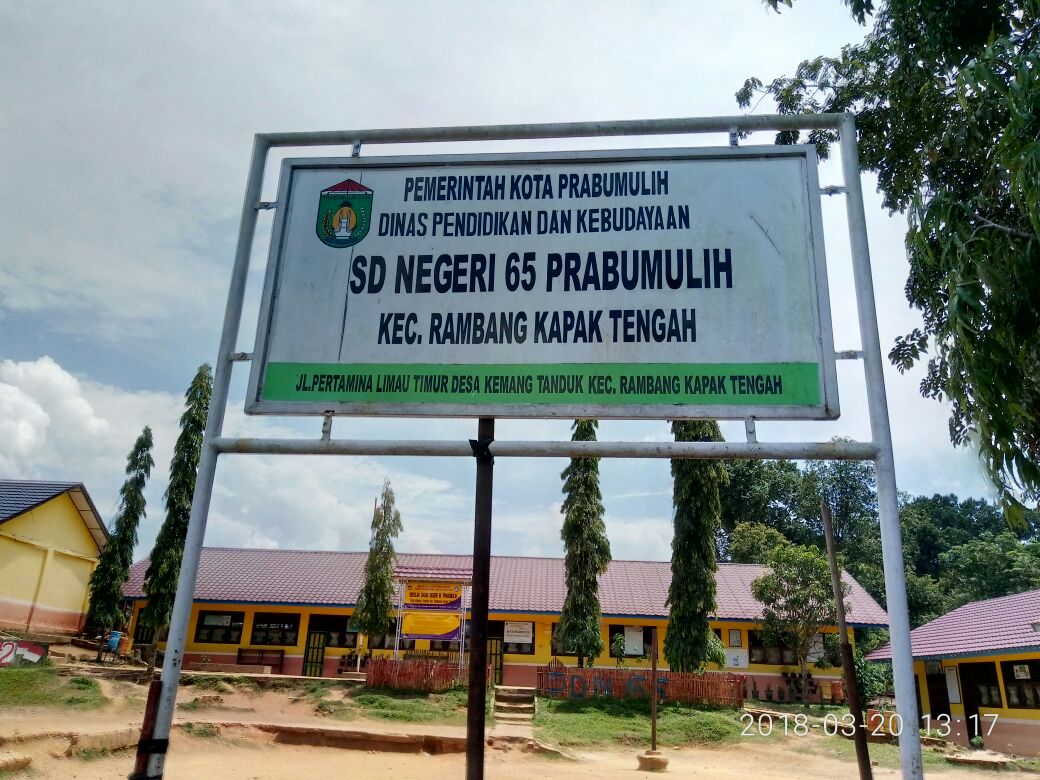 PEMERINTAH KOTA PRABUMULIH
DINAS PENDIDIKAN DAN KEBUDAYAAN
SD NEGERI 65 PRABUMULIH
KEC. RAMBANG KAPAK TENGAH
JL.PERTAMINA LIMAU TIMUR DESA KEMANG TANDUK KEC. RAMBANG KAPAK TENGAH
2018-03-20 13:17